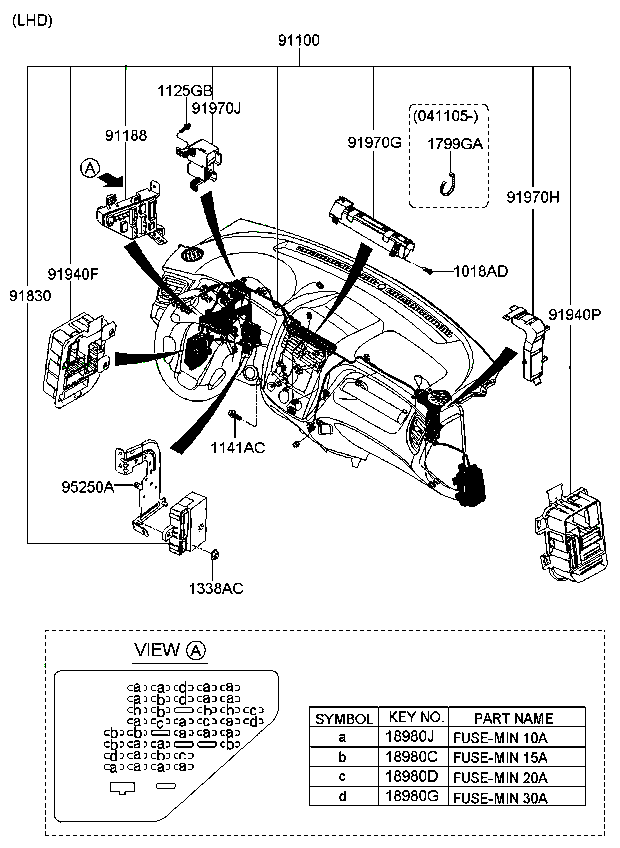 (LHD)
91100
1125GB
91970J
(041105-)
91188
91970G
1799GA
A
91970H
91940F
1018AD
91830
91940P
1141AC
95250A
1338AC
VIEW A
SYMBOL KEY NO. PART NAME
a 18980J FUSE-MIN 10A
b 18980C FUSE-MIN 15A
c 18980D FUSE-MIN 20A
d 18980G FUSE-MIN 30A